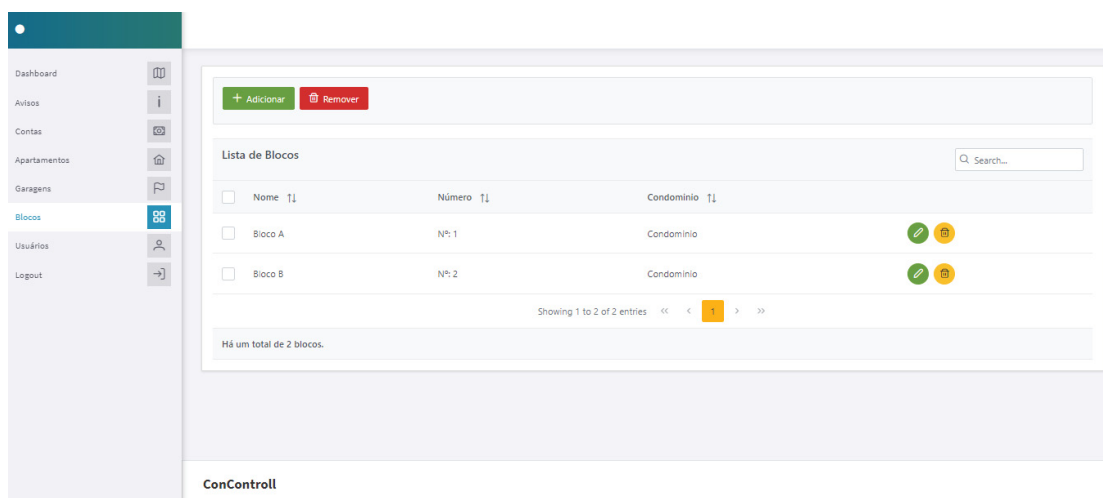 Dashboard
Avisos
Contas
Apartamentos
Garagens
Blocos
Usuários
Logout
Adicionar Remover
Lista de Blocos Search...
Nome Número Condominio
Bloco A Nº: 1 Condominio
Bloco B Nº: 2 Condominio
Showing 1 to 2 of 2 entries << < 1 > >>
Há um total de 2 blocos.
ConControll